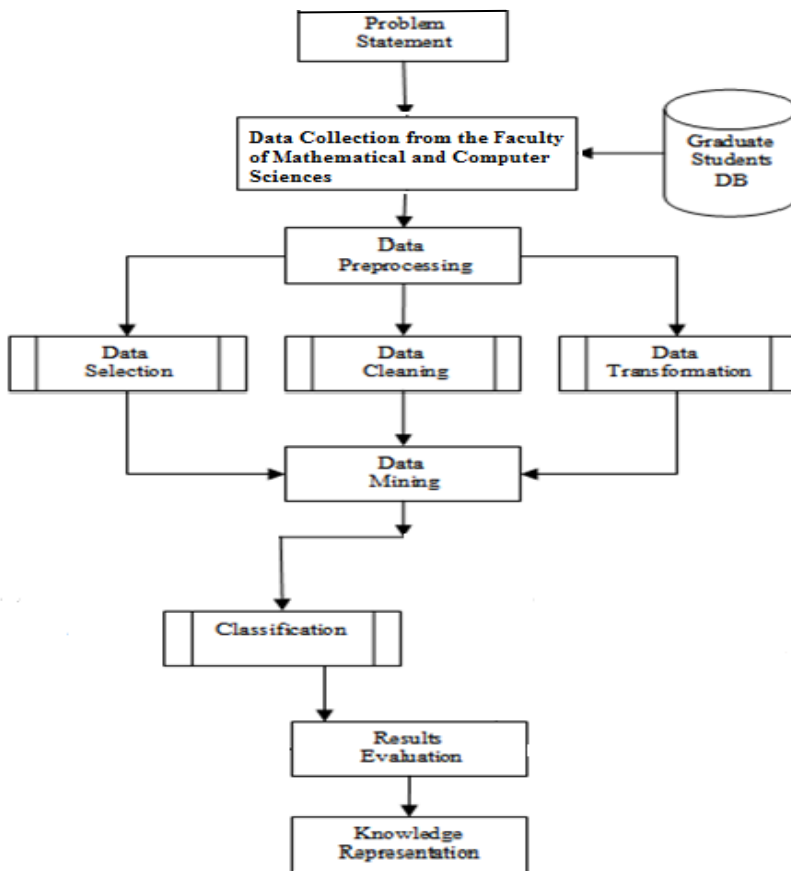 Problem
Statement
Data Collection from the Faculty
of Mathematical and Computer
Sciences
Graduate
Students
DB
Data
Preprocessing
Data
Selection
Data
Cleaning
Data
Transformation
Data
Mining
Classification
Results
Evaluation
Knowledge
Representation